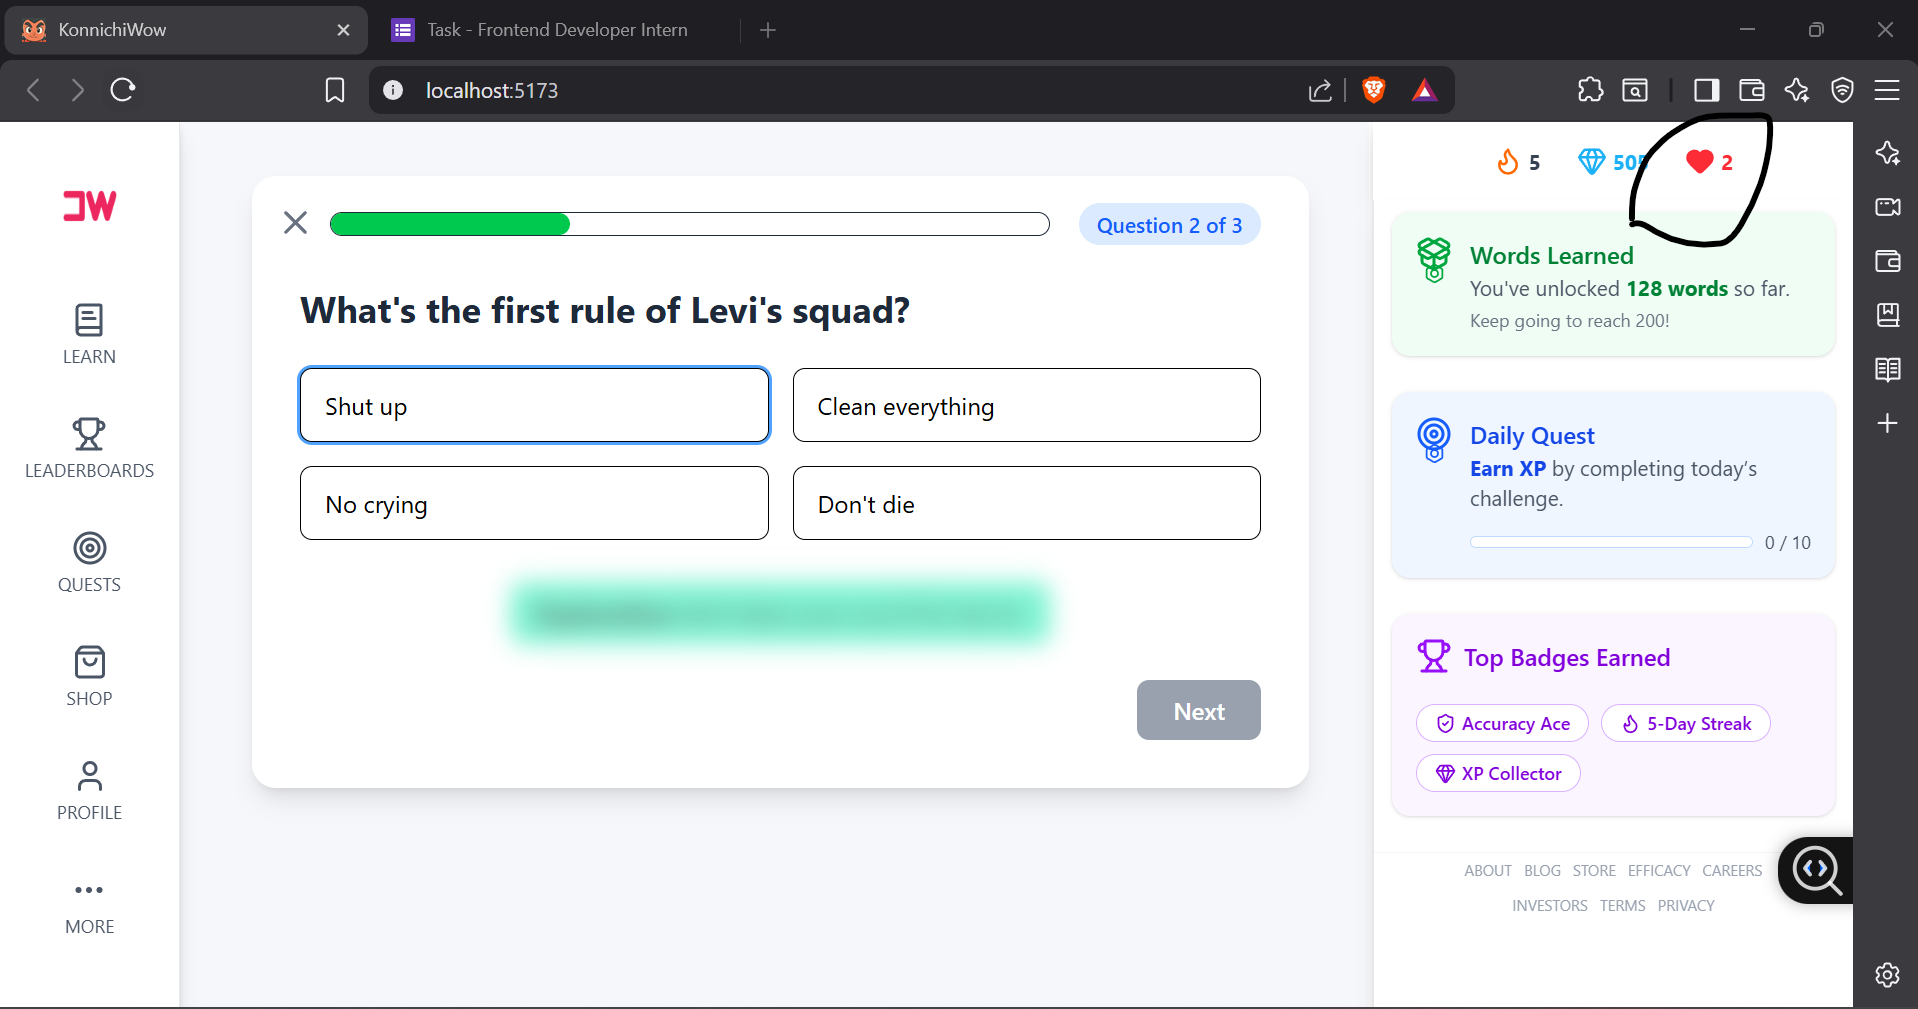 KonnichiWow
Task - Frontend Developer Intern
localhost:5173
LEARN
LEADERBOARDS
QUESTS
SHOP
PROFILE
MORE
Question 2 of 3
What's the first rule of Levi's squad?
Shut up
Clean everything
No crying
Don't die
Next
5
505
2
Words Learned
You've unlocked 128 words so far.
Keep going to reach 200!
Daily Quest
Earn XP by completing today's
challenge.
0 / 10
Top Badges Earned
Accuracy Ace
5-Day Streak
XP Collector
ABOUT BLOG STORE EFFICACY CAREERS
INVESTORS TERMS PRIVACY